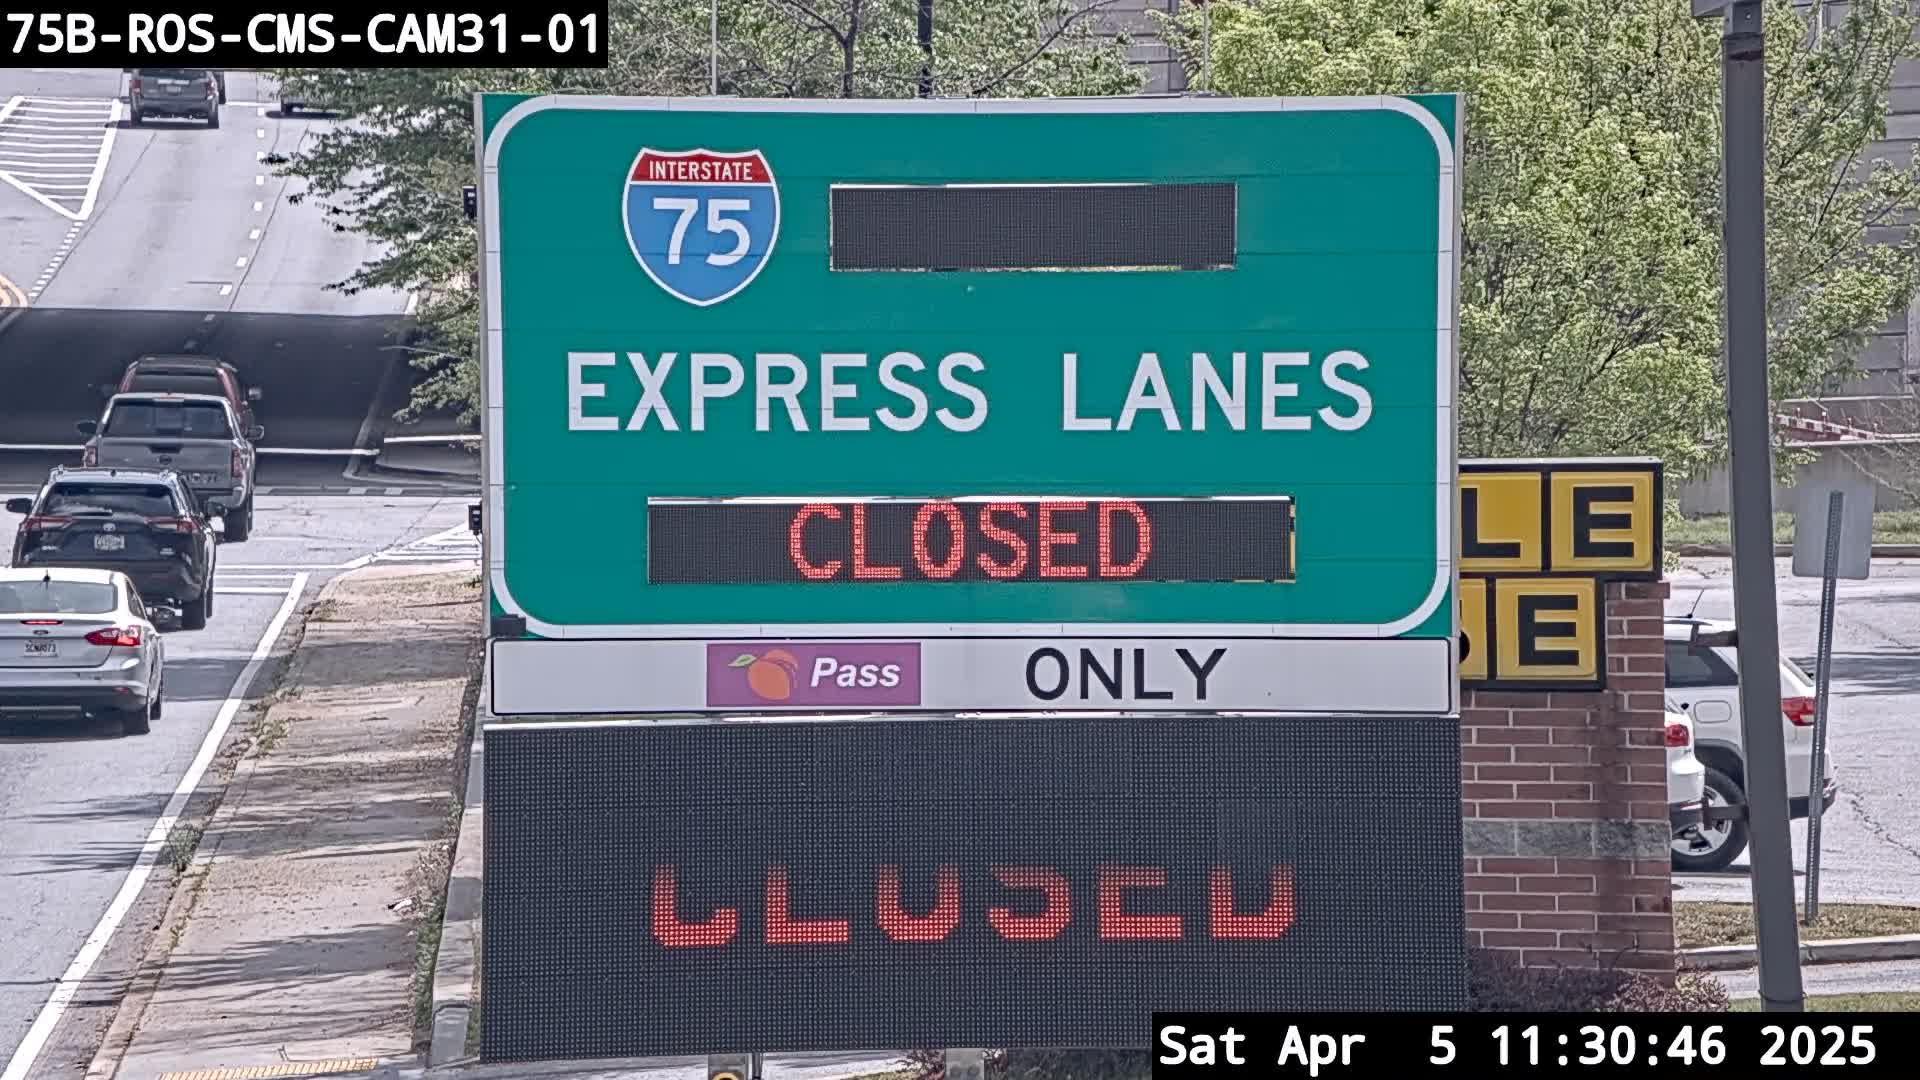 75B-ROS-CMS-CAM31-01
INTERSTATE
75
EXPRESS LANES
CLOSED
Pass ONLY
CLOSED
LE
E
Sat Apr 5 11:30:46 2025